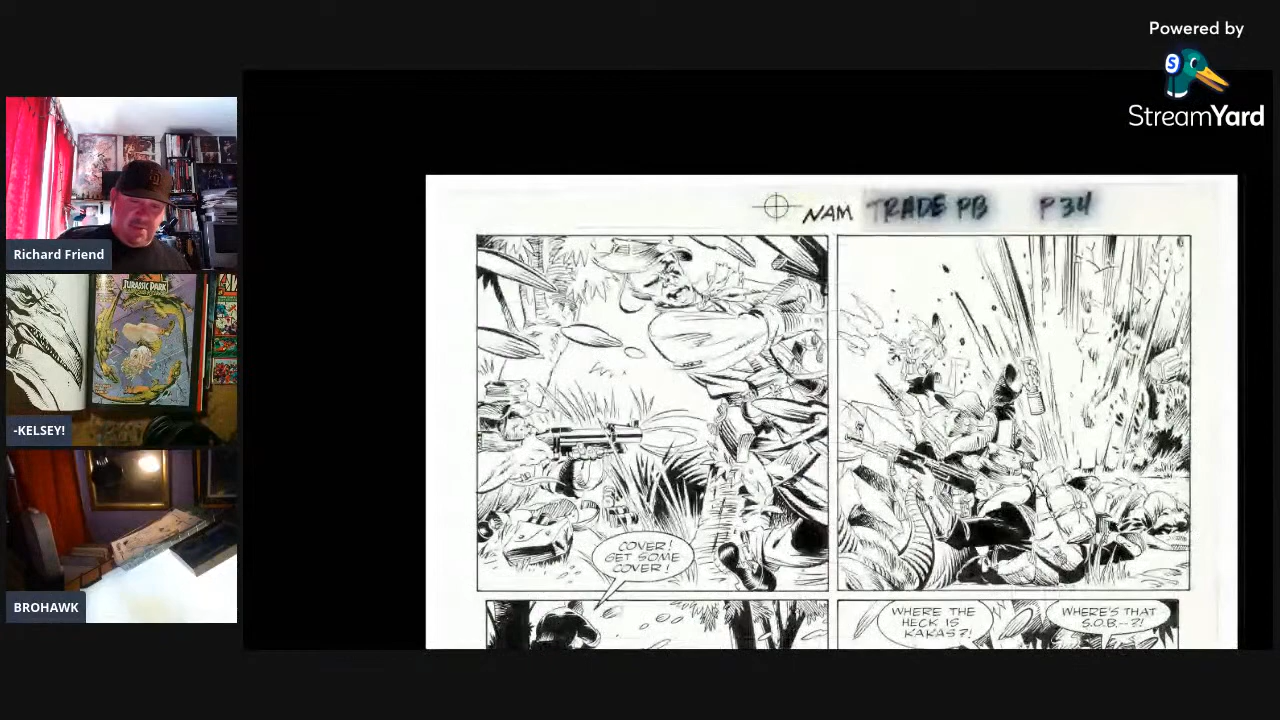 Powered by
StreamYard
Richard Friend
JURASSIC PARK
-KELSEY!
BROHAWK
NAM TRADE PB P 34
COVER!
GET SOME
COVER!
WHERE THE
HECK IS
KAKAS?!
WHERE'S THAT
S.O.B.--?!